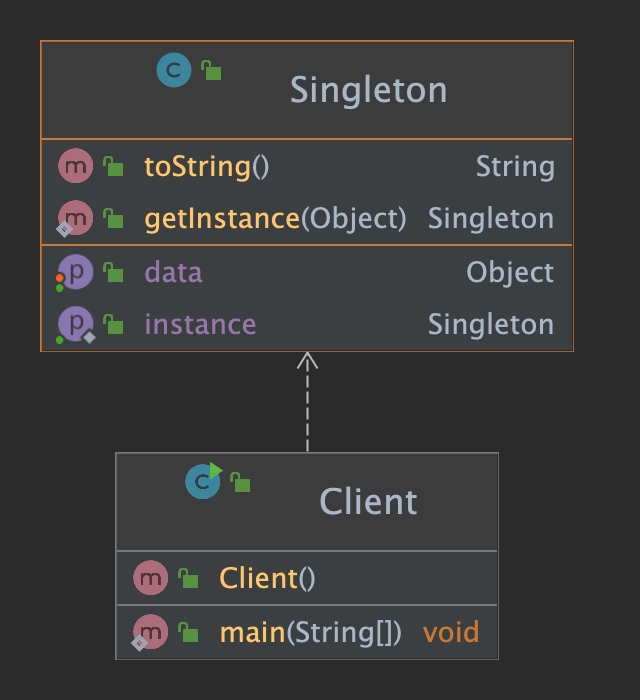 C Singleton
m toString() String
m getInstance(Object) Singleton
p data Object
p instance Singleton
C Client
m Client()
m main(String[]) void